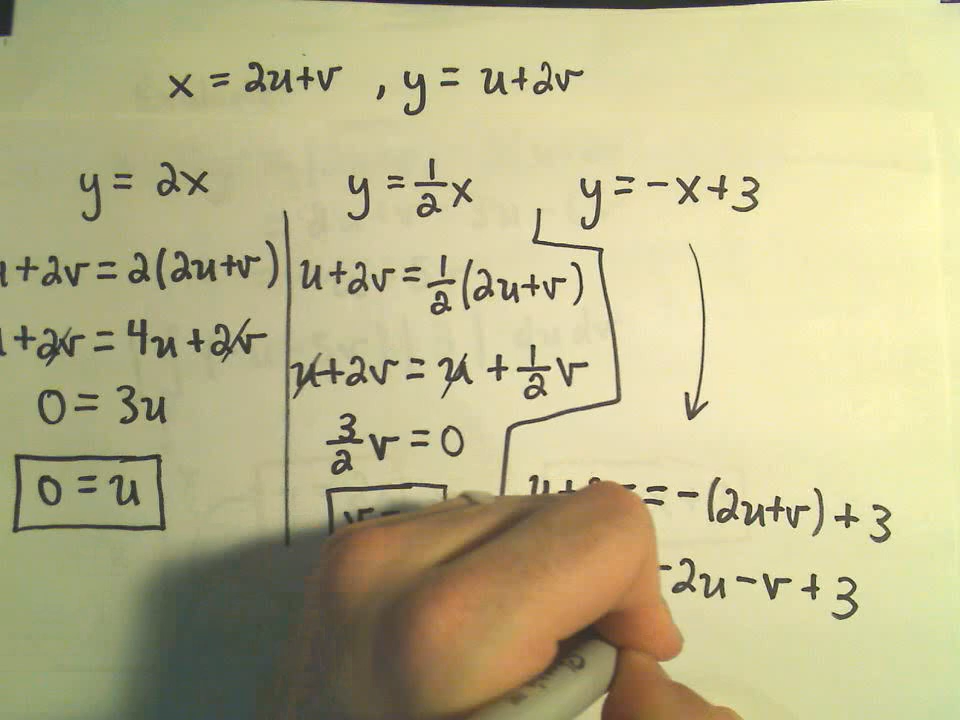 x = 2u+v , y = u+2v
y = 2x
u+2v = 2(2u+v)
u+2v = 4u+2v
0 = 3u
0 = u
y = 1/2 x
u+2v = 1/2 (2u+v)
u+2v = u + 1/2 v
3/2 v = 0
y = -x+3
= -(2u+v)+3
-2u-v+3